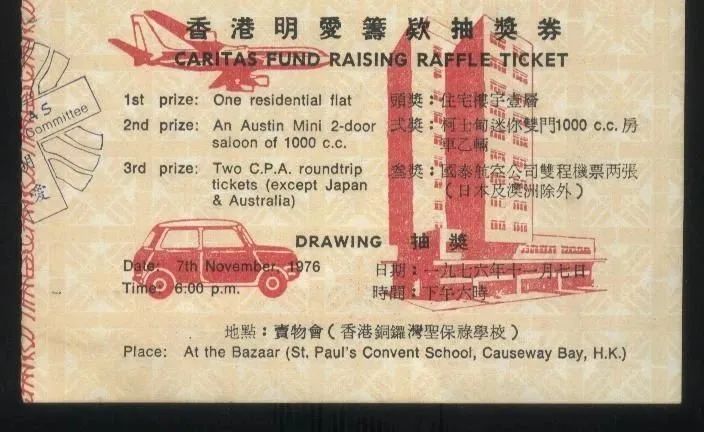 香港明愛籌欵抽獎券
CARITAS FUND RAISING RAFFLE TICKET
1st prize: One residential flat
頭獎：住宅樓宇壹層
2nd prize: An Austin Mini 2-door
saloon of 1000 c.c.
弍獎：柯士甸迷你雙門1000 c.c. 房
車乙輛
3rd prize: Two C.P.A. roundtrip
tickets (except Japan
& Australia)
叁獎：國泰航空公司雙程機票两張
（日本及澳洲除外）
DRAWING 抽獎
Date: 7th November, 1976
日期：一九七六年十一月七日
Time: 6:00 p.m.
時間：下午六時
地點：賣物會（香港銅鑼灣聖保祿學校）
Place: At the Bazaar (St. Paul's Convent School, Causeway Bay, H.K.)
AS
Committee
明愛